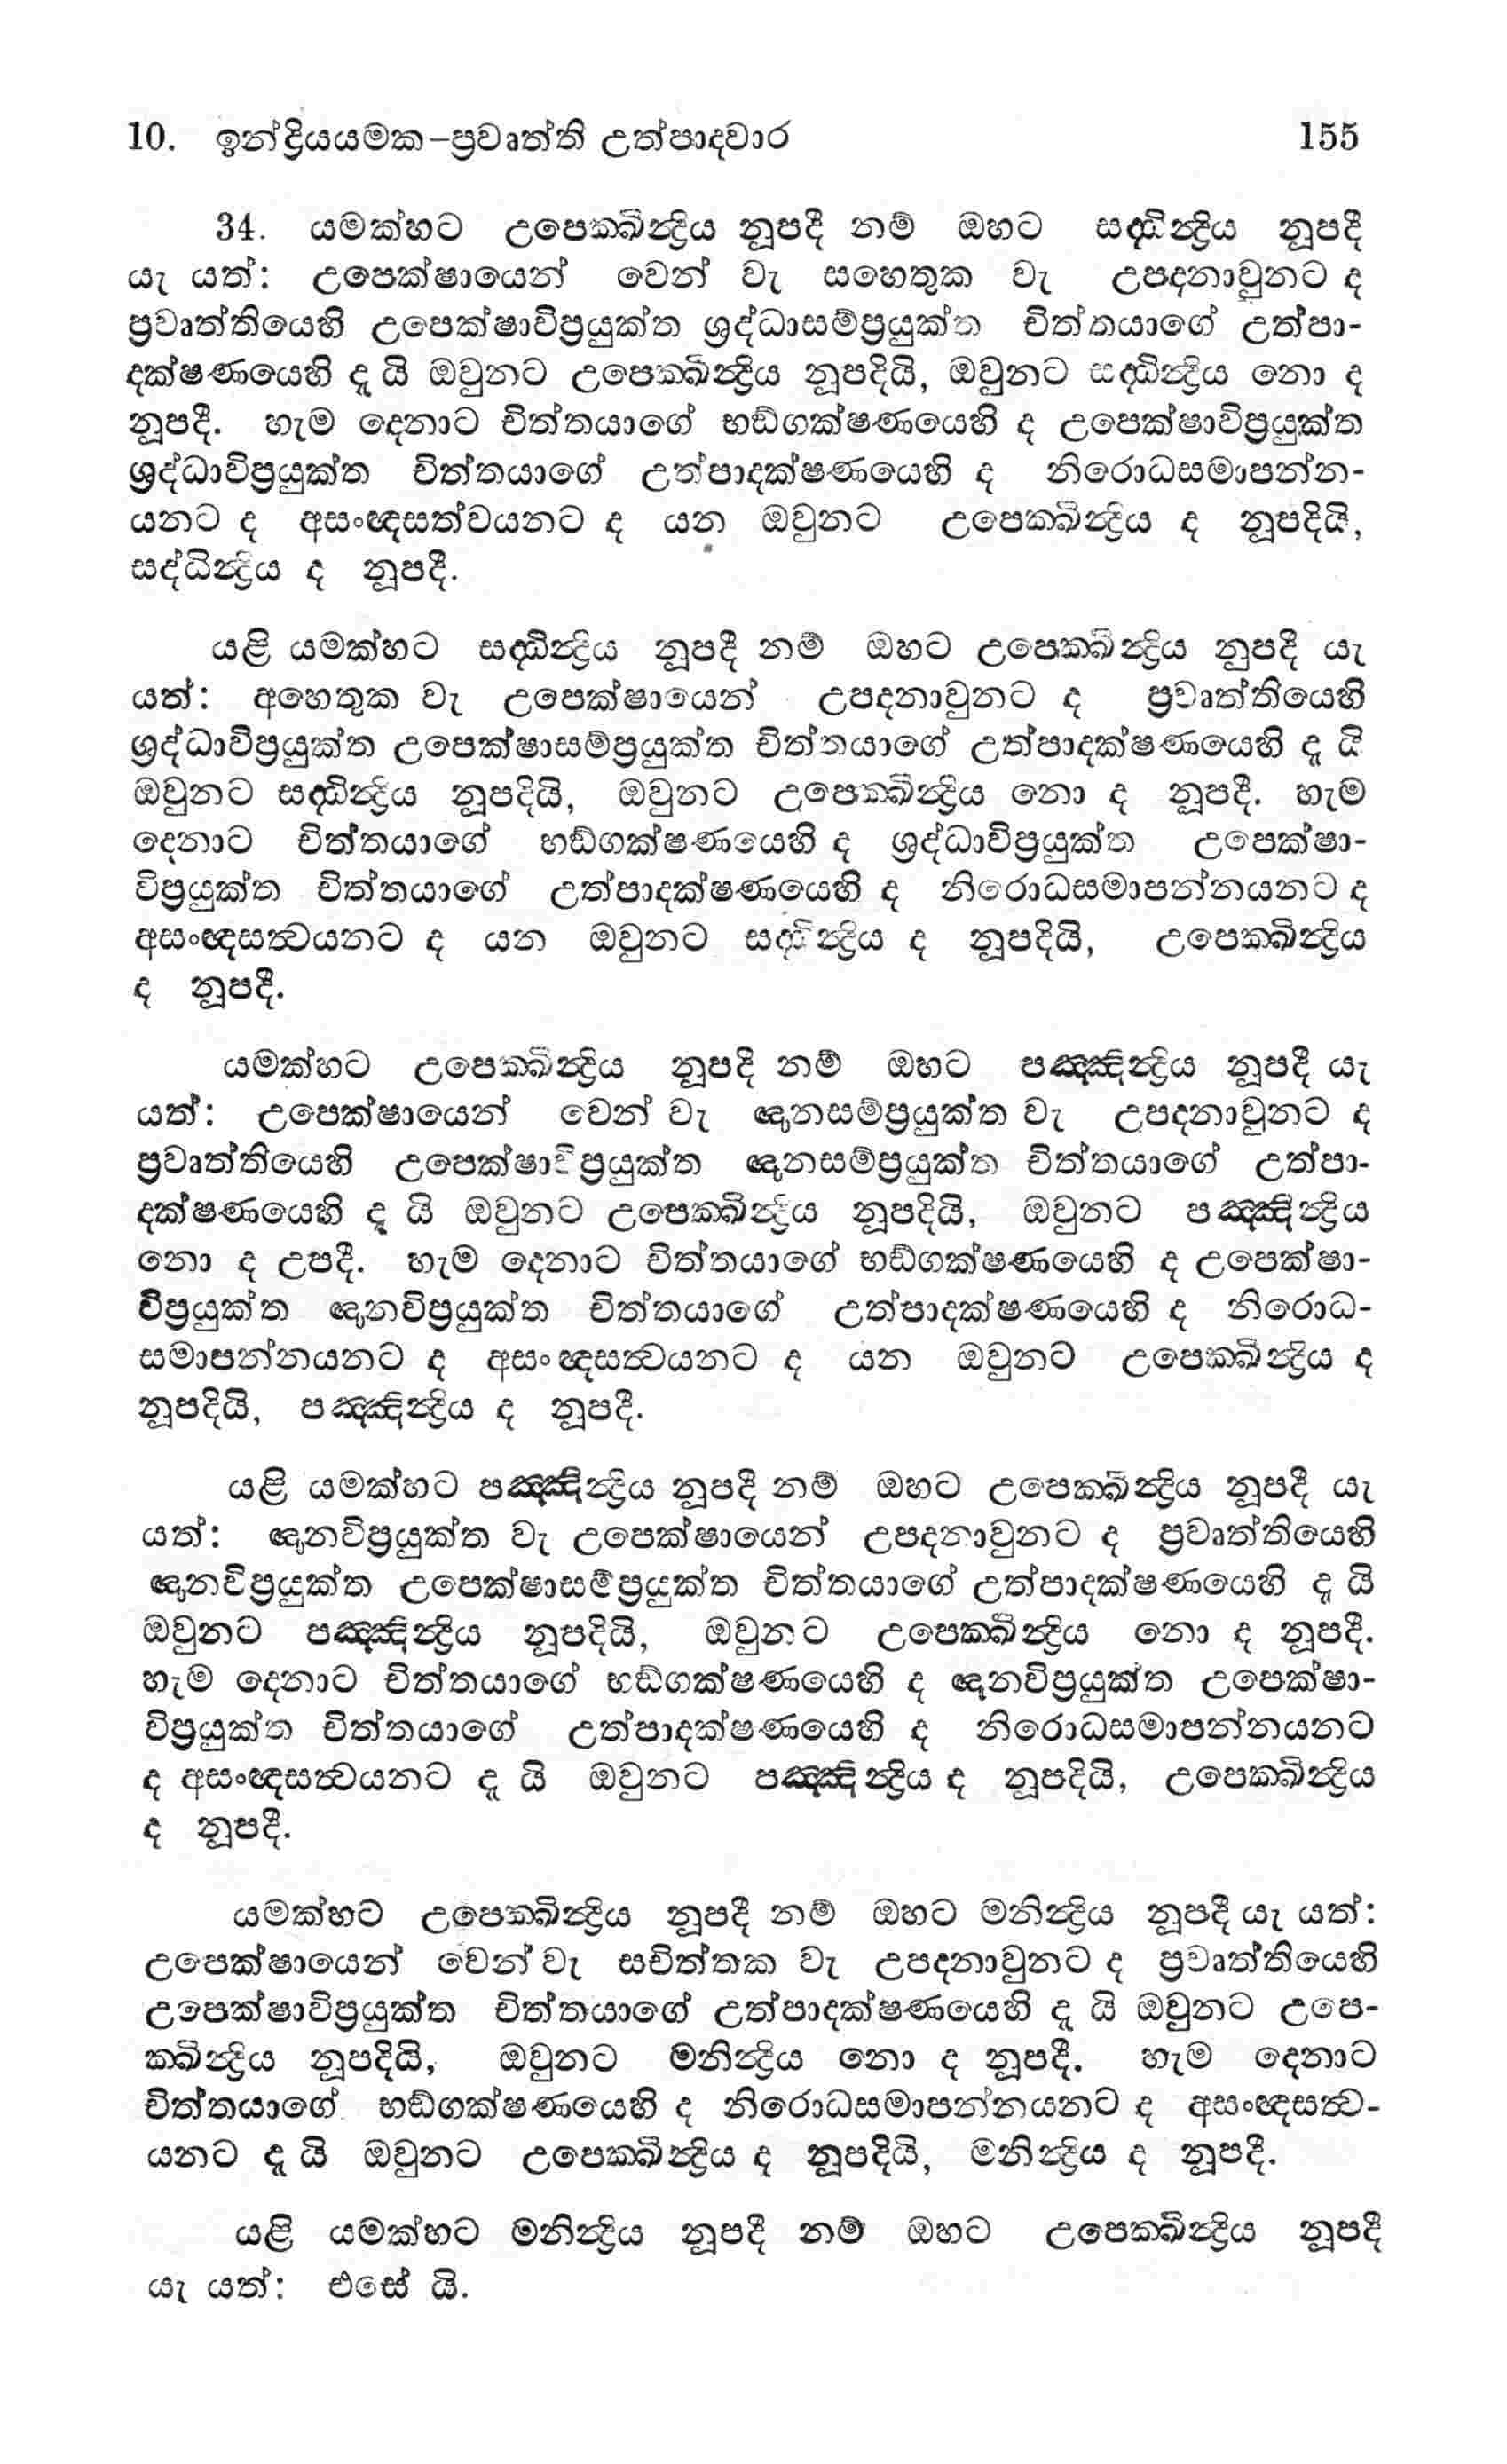 10. ඉන්ද්‍රියයමක–ප්‍රවෘත්ති උත්පාදවාර 155
34. යමක්හට උපෙක්‍ඛින්‍ද්‍රිය නූපදී නම් ඔහට සද්‍ධින්‍ද්‍රිය නූපදී
යැ යත්: උපෙක්ෂායෙන් වෙන් වැ සහෙතුක වැ උපදනාවුනට ද
ප්‍රවෘත්තියෙහි උපෙක්ෂාවිප්‍රයුක්ත ශ්‍රද්ධාසම්ප්‍රයුක්ත චිත්තයාගේ උත්පා-
දක්ෂණයෙහි දැ යි ඔවුනට උපෙක්‍ඛින්‍ද්‍රිය නූපදියි, ඔවුනට සද්‍ධින්‍ද්‍රිය නො ද
නූපදී. හැම දෙනාට චිත්තයාගේ භඞ්ගක්ෂණයෙහි ද උපෙක්ෂාවිප්‍රයුක්ත
ශ්‍රද්ධාවිප්‍රයුක්ත චිත්තයාගේ උත්පාදක්ෂණයෙහි ද නිරොධසමාපන්න-
යනට ද අසංඥසත්වයනට ද යන ඔවුනට උපෙක්‍ඛින්‍ද්‍රිය ද නූපදියි,
සද්ධින්‍ද්‍රිය ද නූපදී.
යළි යමක්හට සද්‍ධින්‍ද්‍රිය නූපදී නම් ඔහට උපෙක්‍ඛින්‍ද්‍රිය නුපදී යැ
යත්: අහෙතුක වැ උපෙක්ෂායෙන් උපදනාවුනට ද ප්‍රවෘත්තියෙහි
ශ්‍රද්ධාවිප්‍රයුක්ත උපෙක්ෂාසම්ප්‍රයුක්ත චිත්තයාගේ උත්පාදක්ෂණයෙහි දැ යි
ඔවුනට සද්‍ධින්‍ද්‍රිය නූපදියි, ඔවුනට උපෙක්‍ඛින්‍ද්‍රිය නො ද නූපදී. හැම
දෙනාට චිත්තයාගේ භඞ්ගක්ෂණයෙහි ද ශ්‍රද්ධාවිප්‍රයුක්ත උපෙක්ෂා-
විප්‍රයුක්ත චිත්තයාගේ උත්පාදක්ෂණයෙහි ද නිරොධසමාපන්නයනට ද
අසංඥසත්‍වයනට ද යන ඔවුනට සද්‍ධින්‍ද්‍රිය ද නූපදියි, උපෙක්‍ඛින්‍ද්‍රිය
ද නූපදී.
යමක්හට උපෙක්‍ඛින්‍ද්‍රිය නූපදී නම් ඔහට පඤ්‍ඤින්‍ද්‍රිය නූපදී යැ
යත්: උපෙක්ෂායෙන් වෙන් වැ ඥානසම්ප්‍රයුක්ත වැ උපදනාවුනට ද
ප්‍රවෘත්තියෙහි උපෙක්ෂාවිප්‍රයුක්ත ඥානසම්ප්‍රයුක්ත චිත්තයාගේ උත්පා-
දක්ෂණයෙහි දැ යි ඔවුනට උපෙක්‍ඛින්‍ද්‍රිය නූපදියි, ඔවුනට පඤ්‍ඤින්‍ද්‍රිය
නො ද උපදී. හැම දෙනාට චිත්තයාගේ භඞ්ගක්ෂණයෙහි ද උපෙක්ෂා-
විප්‍රයුක්ත ඥානවිප්‍රයුක්ත චිත්තයාගේ උත්පාදක්ෂණයෙහි ද නිරොධ-
සමාපන්නයනට ද අසංඥසත්‍වයනට ද යන ඔවුනට උපෙක්‍ඛින්‍ද්‍රිය ද
නූපදියි, පඤ්‍ඤින්‍ද්‍රිය ද නූපදී.
යළි යමක්හට පඤ්‍ඤින්‍ද්‍රිය නූපදී නම් ඔහට උපෙක්‍ඛින්‍ද්‍රිය නූපදී යැ
යත්: ඥානවිප්‍රයුක්ත වැ උපෙක්ෂායෙන් උපදනාවුනට ද ප්‍රවෘත්තියෙහි
ඥානවිප්‍රයුක්ත උපෙක්ෂාසම්ප්‍රයුක්ත චිත්තයාගේ උත්පාදක්ෂණයෙහි දැ යි
ඔවුනට පඤ්‍ඤින්‍ද්‍රිය නූපදියි, ඔවුනට උපෙක්‍ඛින්‍ද්‍රිය නො ද නූපදී.
හැම දෙනාට චිත්තයාගේ භඞ්ගක්ෂණයෙහි ද ඥානවිප්‍රයුක්ත උපෙක්ෂා-
විප්‍රයුක්ත චිත්තයාගේ උත්පාදක්ෂණයෙහි ද නිරොධසමාපන්නයනට
ද අසංඥසත්‍වයනට දැ යි ඔවුනට පඤ්‍ඤින්‍ද්‍රිය ද නූපදියි, උපෙක්‍ඛින්‍ද්‍රිය
ද නූපදී.
යමක්හට උපෙක්‍ඛින්‍ද්‍රිය නූපදී නම් ඔහට මනින්‍ද්‍රිය නූපදී යැ යත්:
උපෙක්ෂායෙන් වෙන් වැ සචිත්තක වැ උපදනාවුනට ද ප්‍රවෘත්තියෙහි
උපෙක්ෂාවිප්‍රයුක්ත චිත්තයාගේ උත්පාදක්ෂණයෙහි දැ යි ඔවුනට උපෙ-
ක්‍ඛින්‍ද්‍රිය නූපදියි, ඔවුනට මනින්‍ද්‍රිය නො ද නූපදී. හැම දෙනාට
චිත්තයාගේ භඞ්ගක්ෂණයෙහි ද නිරොධසමාපන්නයනට ද අසංඥසත්‍ව-
යනට දැ යි ඔවුනට උපෙක්‍ඛින්‍ද්‍රිය ද නූපදියි, මනින්‍ද්‍රිය ද නූපදී.
යළි යමක්හට මනින්‍ද්‍රිය නූපදී නම් ඔහට උපෙක්‍ඛින්‍ද්‍රිය නූපදී
යැ යත්: එසේ යි.